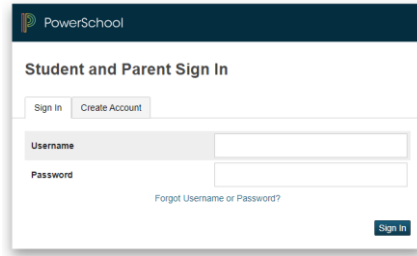 PowerSchool
Student and Parent Sign In
Sign In Create Account
Username
Password
Forgot Username or Password?
Sign In